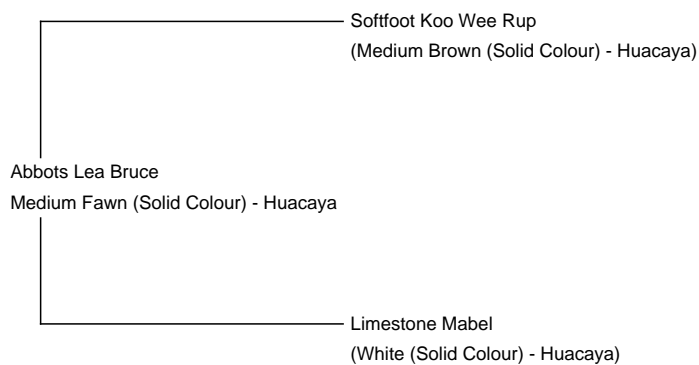 Softfoot Koo Wee Rup
(Medium Brown (Solid Colour) - Huacaya)
Abbots Lea Bruce
Medium Fawn (Solid Colour) - Huacaya
Limestone Mabel
(White (Solid Colour) - Huacaya)